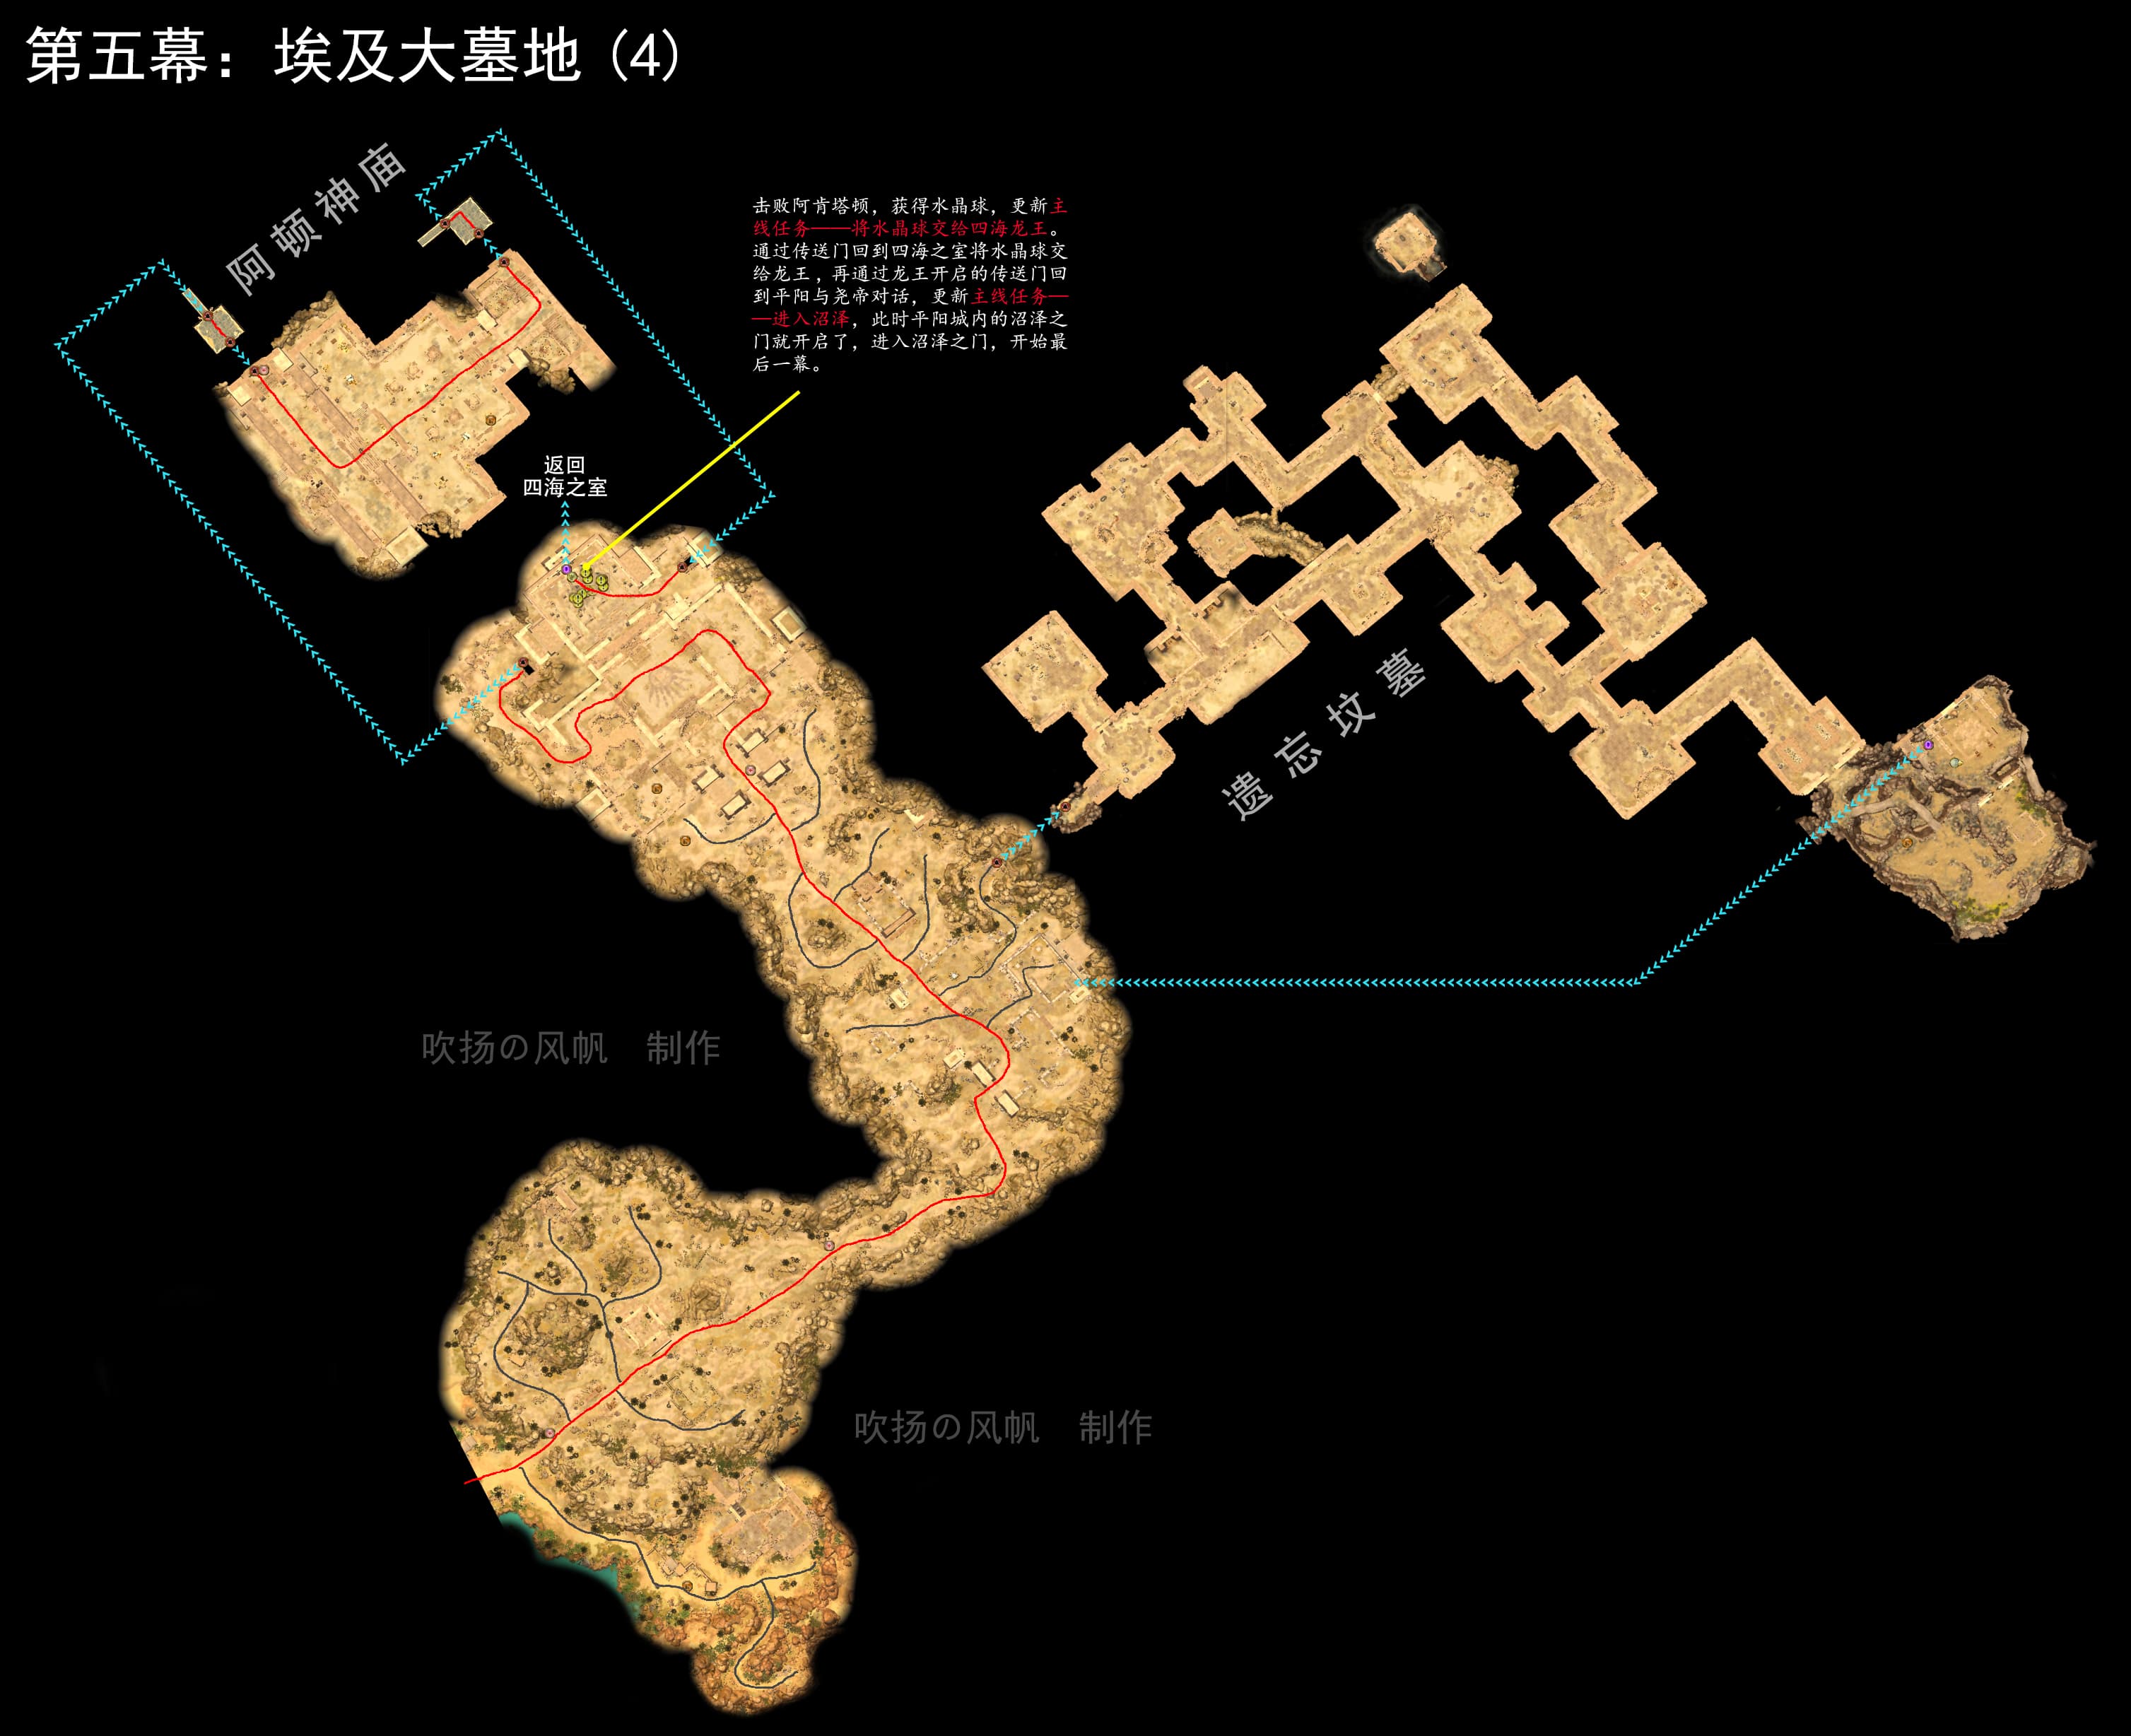 第五幕：埃及大墓地 (4)
阿顿神庙
击败阿肯塔顿，获得水晶球，更新主
线任务——将水晶球交给四海龙王。
通过传送门回到四海之室将水晶球交
给龙王，再通过龙王开启的传送门回
到平阳与尧帝对话，更新主线任务—
—进入沼泽，此时平阳城内的沼泽之
门就开启了，进入沼泽之门，开始最
后一幕。
返回
四海之室
遗忘坟墓
吹扬の风帆　制作
吹扬の风帆　制作